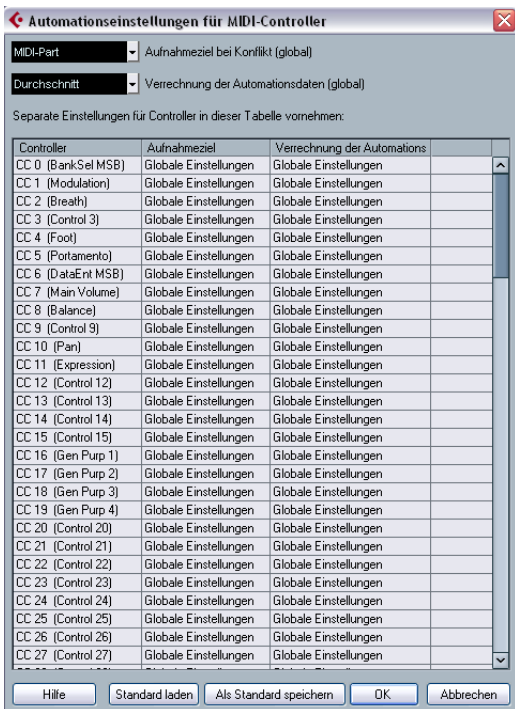 Automationseinstellungen für MIDI-Controller
MIDI-Part Aufnahmeziel bei Konflikt (global)
Durchschnitt Verrechnung der Automationsdaten (global)
Separate Einstellungen für Controller in dieser Tabelle vornehmen:
Controller Aufnahmeziel Verrechnung der Automations
CC 0 (BankSel MSB) Globale Einstellungen Globale Einstellungen
CC 1 (Modulation) Globale Einstellungen Globale Einstellungen
CC 2 (Breath) Globale Einstellungen Globale Einstellungen
CC 3 (Control 3) Globale Einstellungen Globale Einstellungen
CC 4 (Foot) Globale Einstellungen Globale Einstellungen
CC 5 (Portamento) Globale Einstellungen Globale Einstellungen
CC 6 (DataEnt MSB) Globale Einstellungen Globale Einstellungen
CC 7 (Main Volume) Globale Einstellungen Globale Einstellungen
CC 8 (Balance) Globale Einstellungen Globale Einstellungen
CC 9 (Control 9) Globale Einstellungen Globale Einstellungen
CC 10 (Pan) Globale Einstellungen Globale Einstellungen
CC 11 (Expression) Globale Einstellungen Globale Einstellungen
CC 12 (Control 12) Globale Einstellungen Globale Einstellungen
CC 13 (Control 13) Globale Einstellungen Globale Einstellungen
CC 14 (Control 14) Globale Einstellungen Globale Einstellungen
CC 15 (Control 15) Globale Einstellungen Globale Einstellungen
CC 16 (Gen Purp 1) Globale Einstellungen Globale Einstellungen
CC 17 (Gen Purp 2) Globale Einstellungen Globale Einstellungen
CC 18 (Gen Purp 3) Globale Einstellungen Globale Einstellungen
CC 19 (Gen Purp 4) Globale Einstellungen Globale Einstellungen
CC 20 (Control 20) Globale Einstellungen Globale Einstellungen
CC 21 (Control 21) Globale Einstellungen Globale Einstellungen
CC 22 (Control 22) Globale Einstellungen Globale Einstellungen
CC 23 (Control 23) Globale Einstellungen Globale Einstellungen
CC 24 (Control 24) Globale Einstellungen Globale Einstellungen
CC 25 (Control 25) Globale Einstellungen Globale Einstellungen
CC 26 (Control 26) Globale Einstellungen Globale Einstellungen
CC 27 (Control 27) Globale Einstellungen Globale Einstellungen
Hilfe Standard laden Als Standard speichern OK Abbrechen